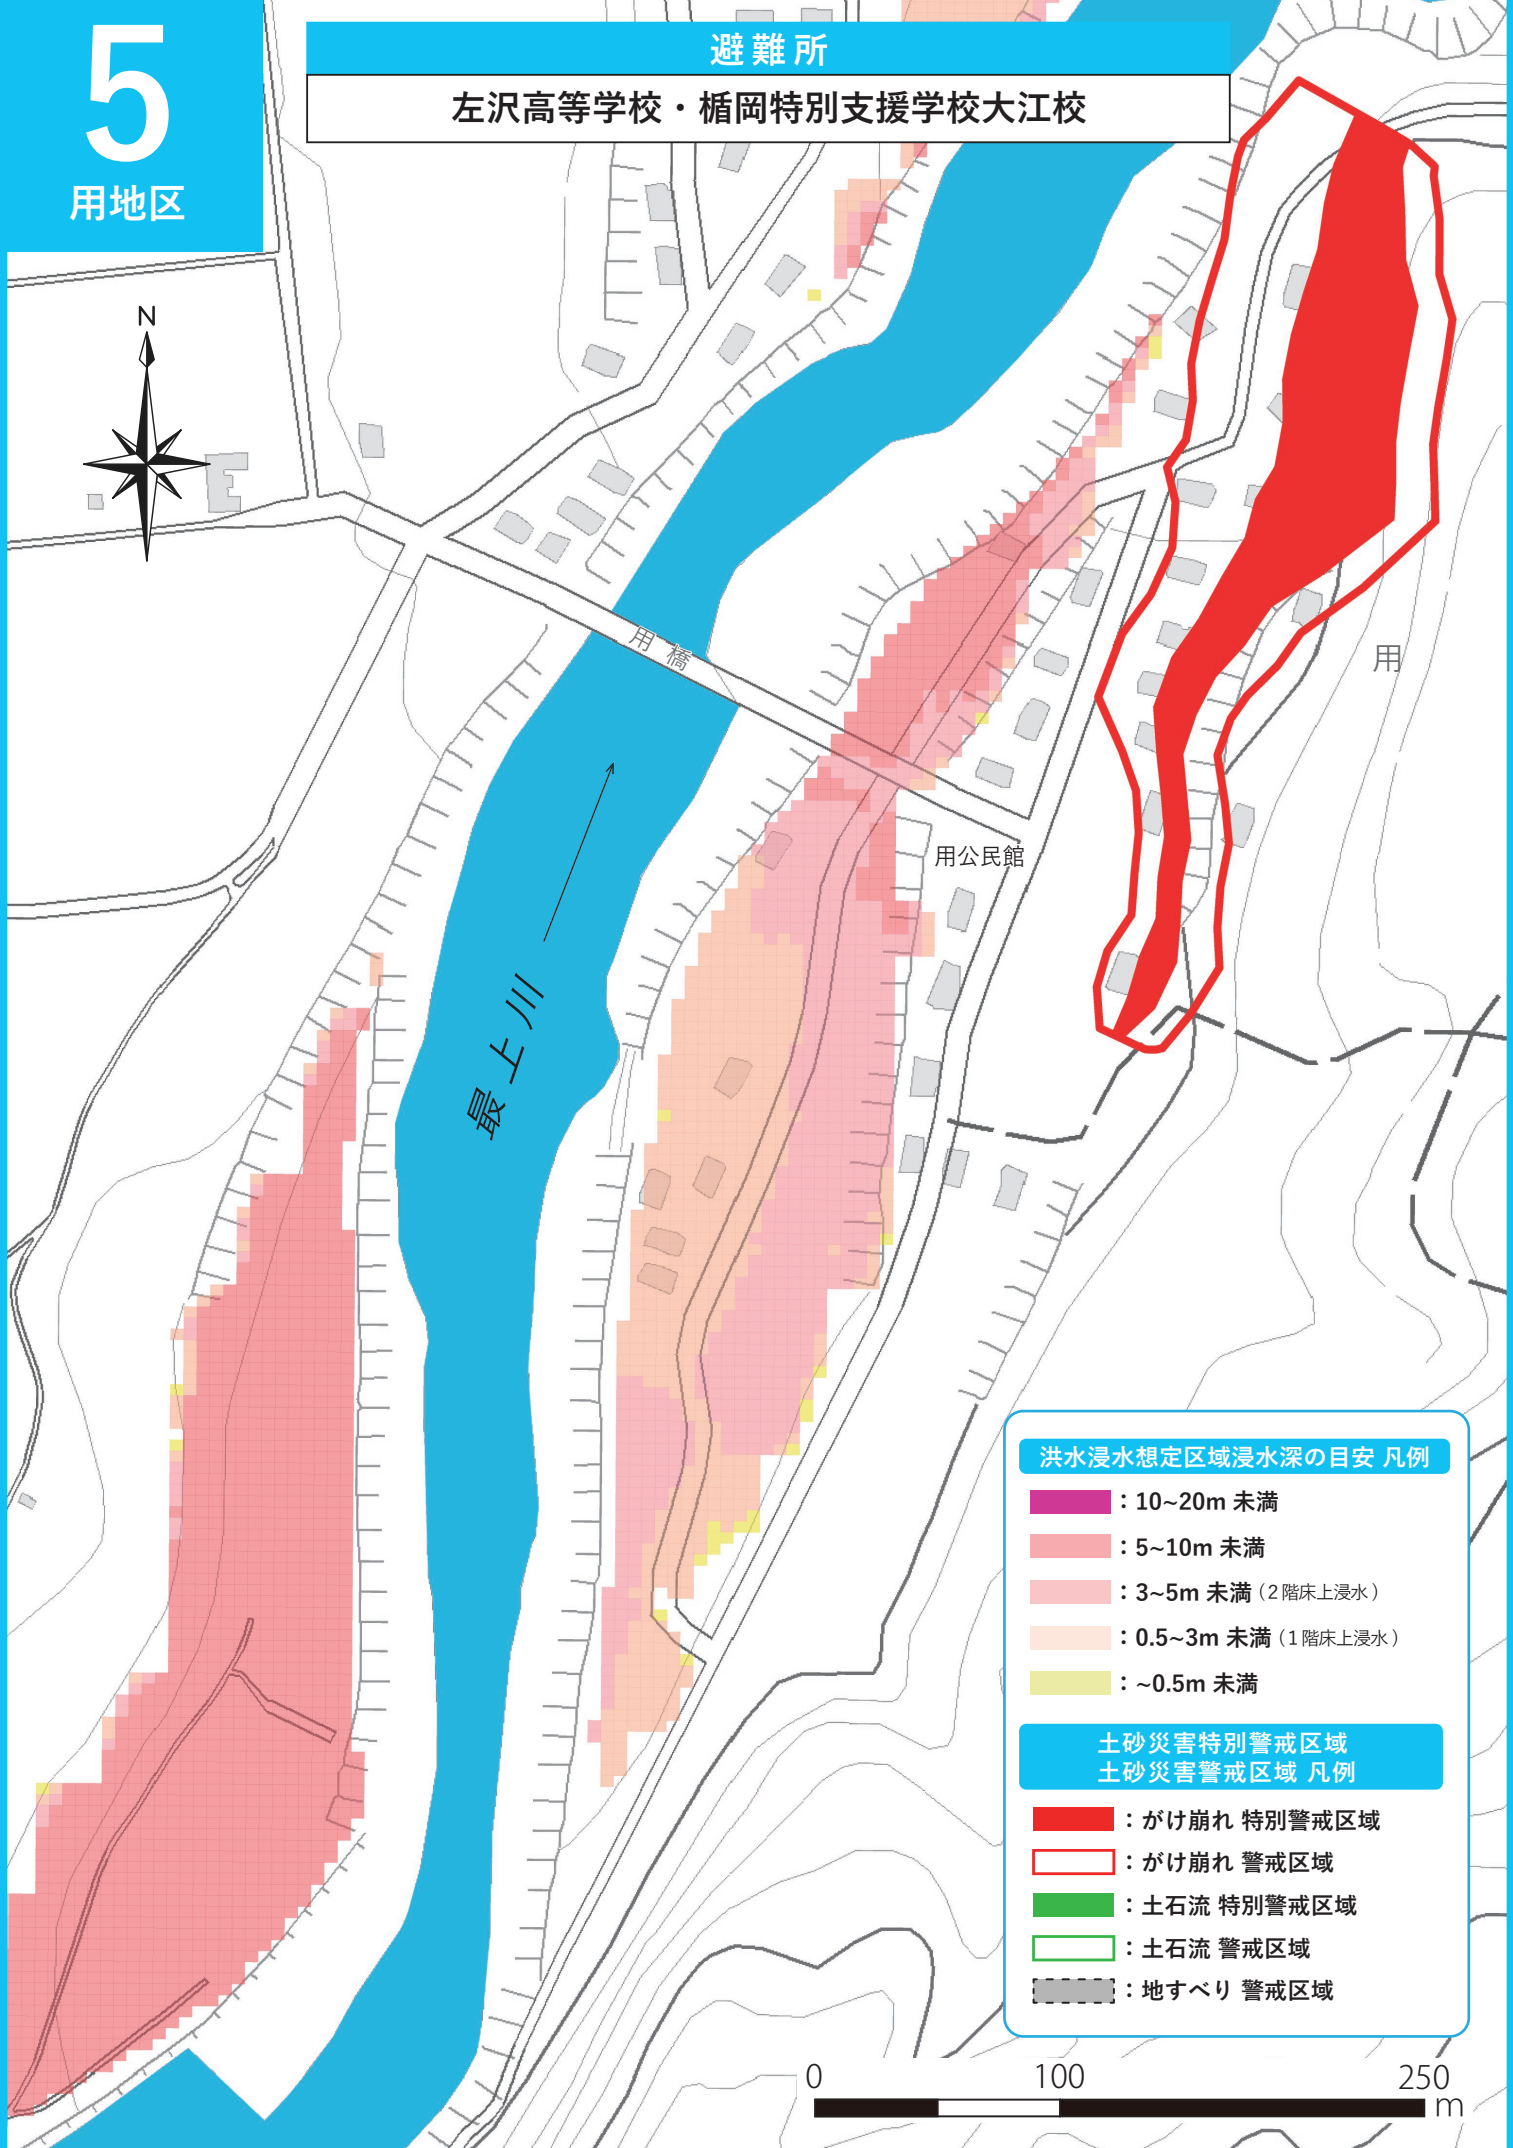 5
用地区
避難所
左沢高等学校・楯岡特別支援学校大江校
N
用橋
用
用公民館
最上川
洪水浸水想定区域浸水深の目安 凡例
：10~20m 未満
：5~10m 未満
：3~5m 未満（2階床上浸水）
：0.5~3m 未満（1階床上浸水）
：~0.5m 未満
土砂災害特別警戒区域
土砂災害警戒区域 凡例
：がけ崩れ 特別警戒区域
：がけ崩れ 警戒区域
：土石流 特別警戒区域
：土石流 警戒区域
：地すべり 警戒区域
0 100 250
m